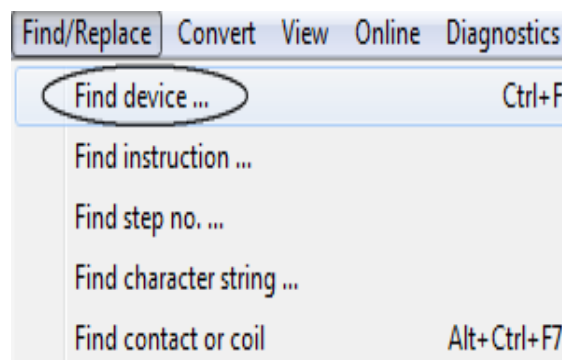 Find/Replace Convert View Online Diagnostics
Find device ... Ctrl+F
Find instruction ...
Find step no. ...
Find character string ...
Find contact or coil Alt+Ctrl+F7